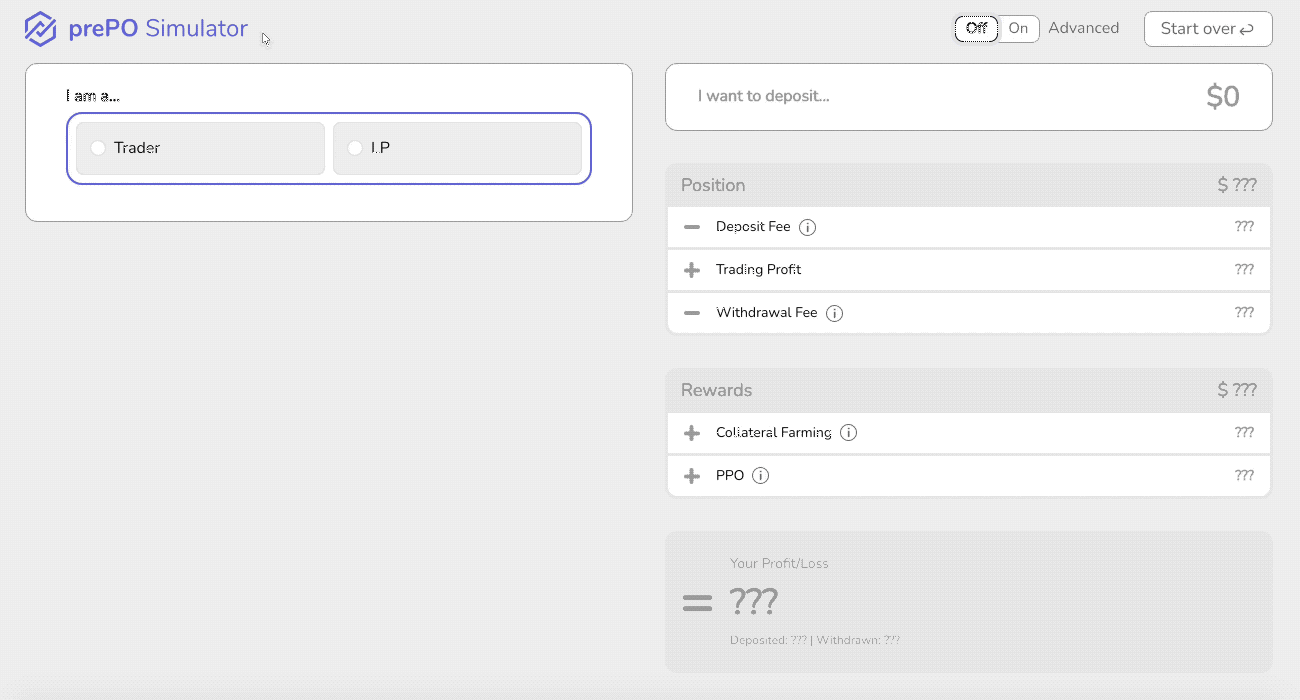 prePO Simulator
Off On Advanced
Start over
I am a...
Trader
LP
I want to deposit... $0
Position $ ???
Deposit Fee ???
Trading Profit ???
Withdrawal Fee ???
Rewards $ ???
Collateral Farming ???
PPO ???
Your Profit/Loss
= ???
Deposited: ??? | Withdrawn: ???